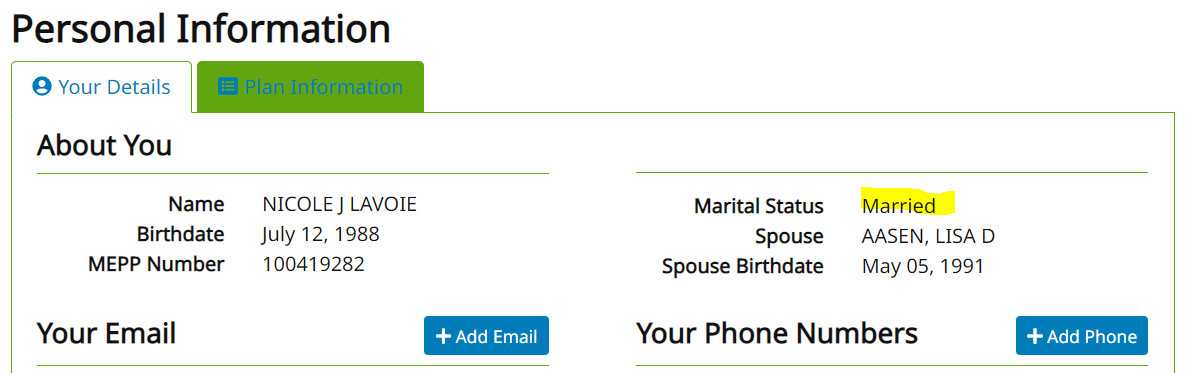 Personal Information
Your Details
Plan Information
About You
Name NICOLE J LAVOIE
Birthdate July 12, 1988
MEPP Number 100419282
Marital Status Married
Spouse AASEN, LISA D
Spouse Birthdate May 05, 1991
Your Email
+ Add Email
Your Phone Numbers
+ Add Phone